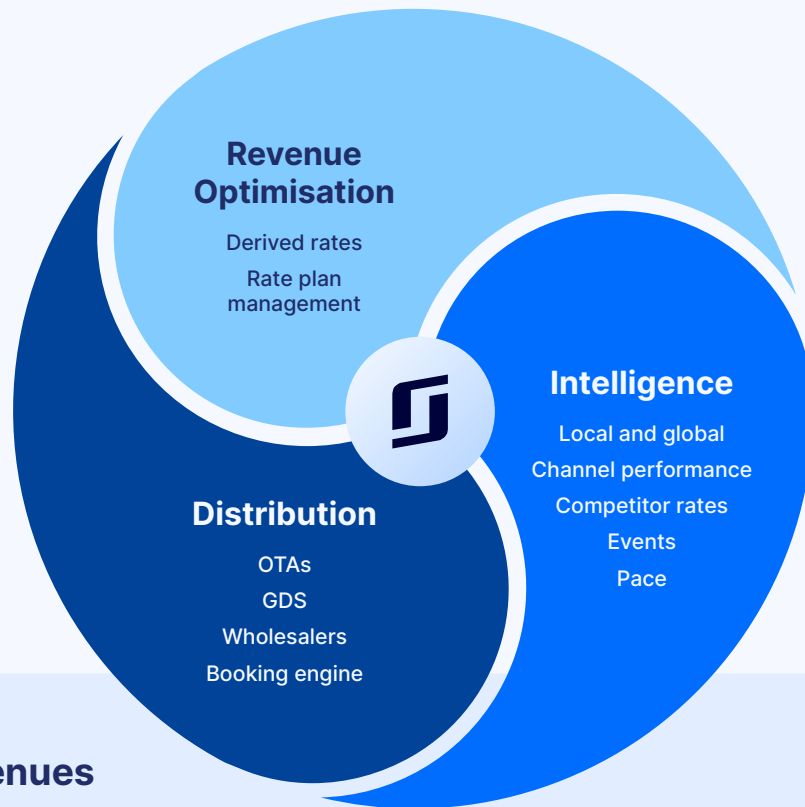 Revenue
Optimisation
Derived rates
Rate plan
management
Intelligence
Local and global
Channel performance
Competitor rates
Events
Pace
Distribution
OTAs
GDS
Wholesalers
Booking engine
enues